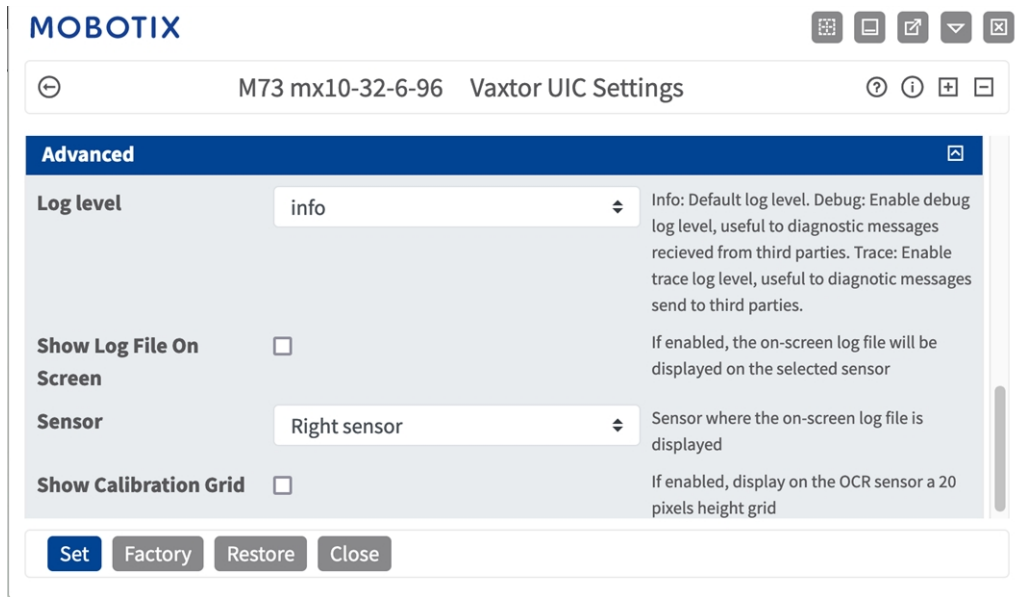 MOBOTIX
M73 mx10-32-6-96 Vaxtor UIC Settings
Advanced
Log level
info
Info: Default log level. Debug: Enable debug
log level, useful to diagnostic messages
recieved from third parties. Trace: Enable
trace log level, useful to diagnotic messages
send to third parties.
Show Log File On
Screen
If enabled, the on-screen log file will be
displayed on the selected sensor
Sensor
Right sensor
Sensor where the on-screen log file is
displayed
Show Calibration Grid
If enabled, display on the OCR sensor a 20
pixels height grid
Set Factory Restore Close